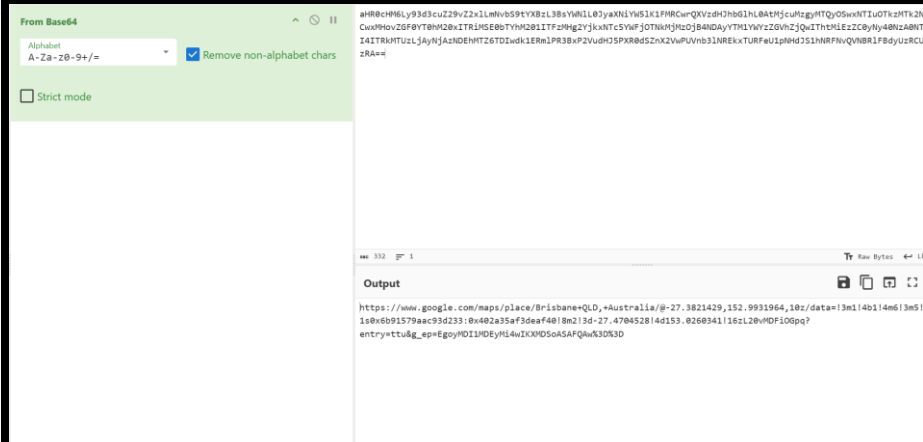 From Base64
Alphabet
A-Za-z0-9+/=
Remove non-alphabet chars
Strict mode
aHR0cHM6Ly93d3cuZ29vZ2xlLmNvbS9tYXBzL3BsYWNlL0JyaXNiYW5lK1FMRCwrQXVzdHJhbGlhL0AtMjcuMzgyMTQyOSwxNTIuOTkzMTk2N
CwxMHovZGF0YT0hM20xITRiMSE0bTYhM201ITFzMHg2YjkxNTc5YWFjOTNkMjMzOjB4NDAyYTM1YWYzZGVhZjQwIThtMiEzZC0yNy40NzA0NT
I4ITRkMTUzLjAyNjAzNDEhMTZ6TDIwdk1ERmlPR3BxP2VudHJ5PXR0dSZnX2VwPUVnb3lNREkxTURFeU1pNHdJS1hNRFNvQVNBRlFBdyUzRCU
zRA==
332 1 Raw Bytes
Output
https://www.google.com/maps/place/Brisbane+QLD,+Australia/@-27.3821429,152.9931964,10z/data=!3m1!4b1!4m6!3m5!
1s0x6b91579aac93d233:0x402a35af3deaf40!8m2!3d-27.4704528!4d153.0260341!16zL20vMDFiOGpq?
entry=ttu&g_ep=EgoyMDI1MDEyMi4wIKXMDSoASAFQAw%3D%3D